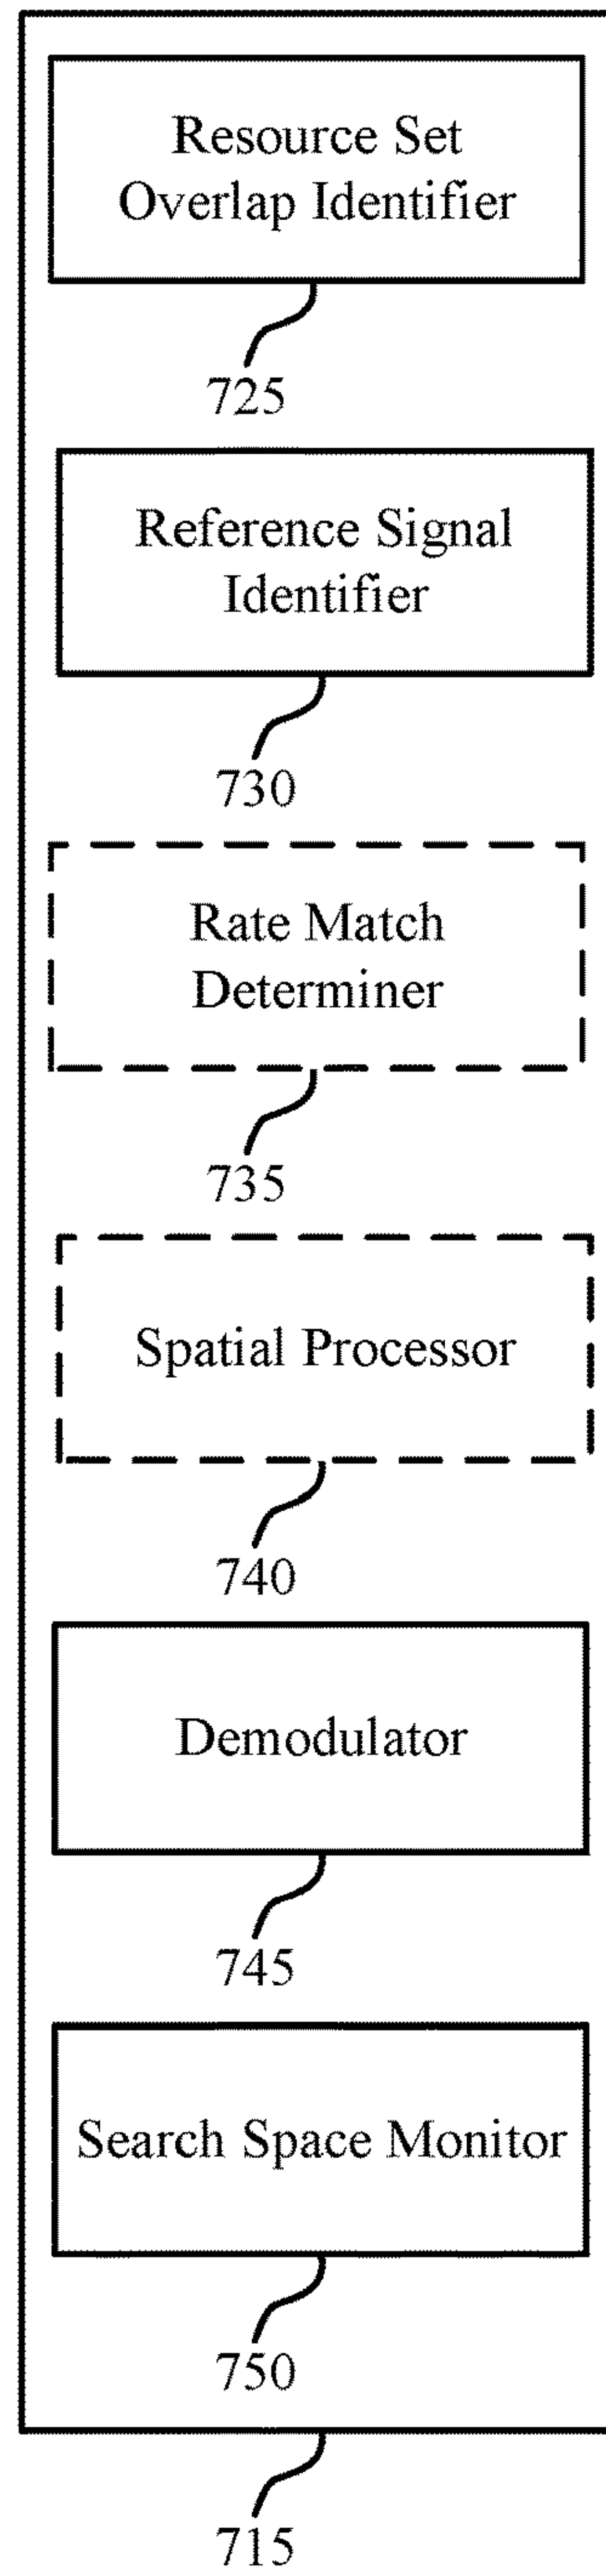 Resource Set
Overlap Identifier
725
Reference Signal
Identifier
730
Rate Match
Determiner
735
Spatial Processor
740
Demodulator
745
Search Space Monitor
750
715